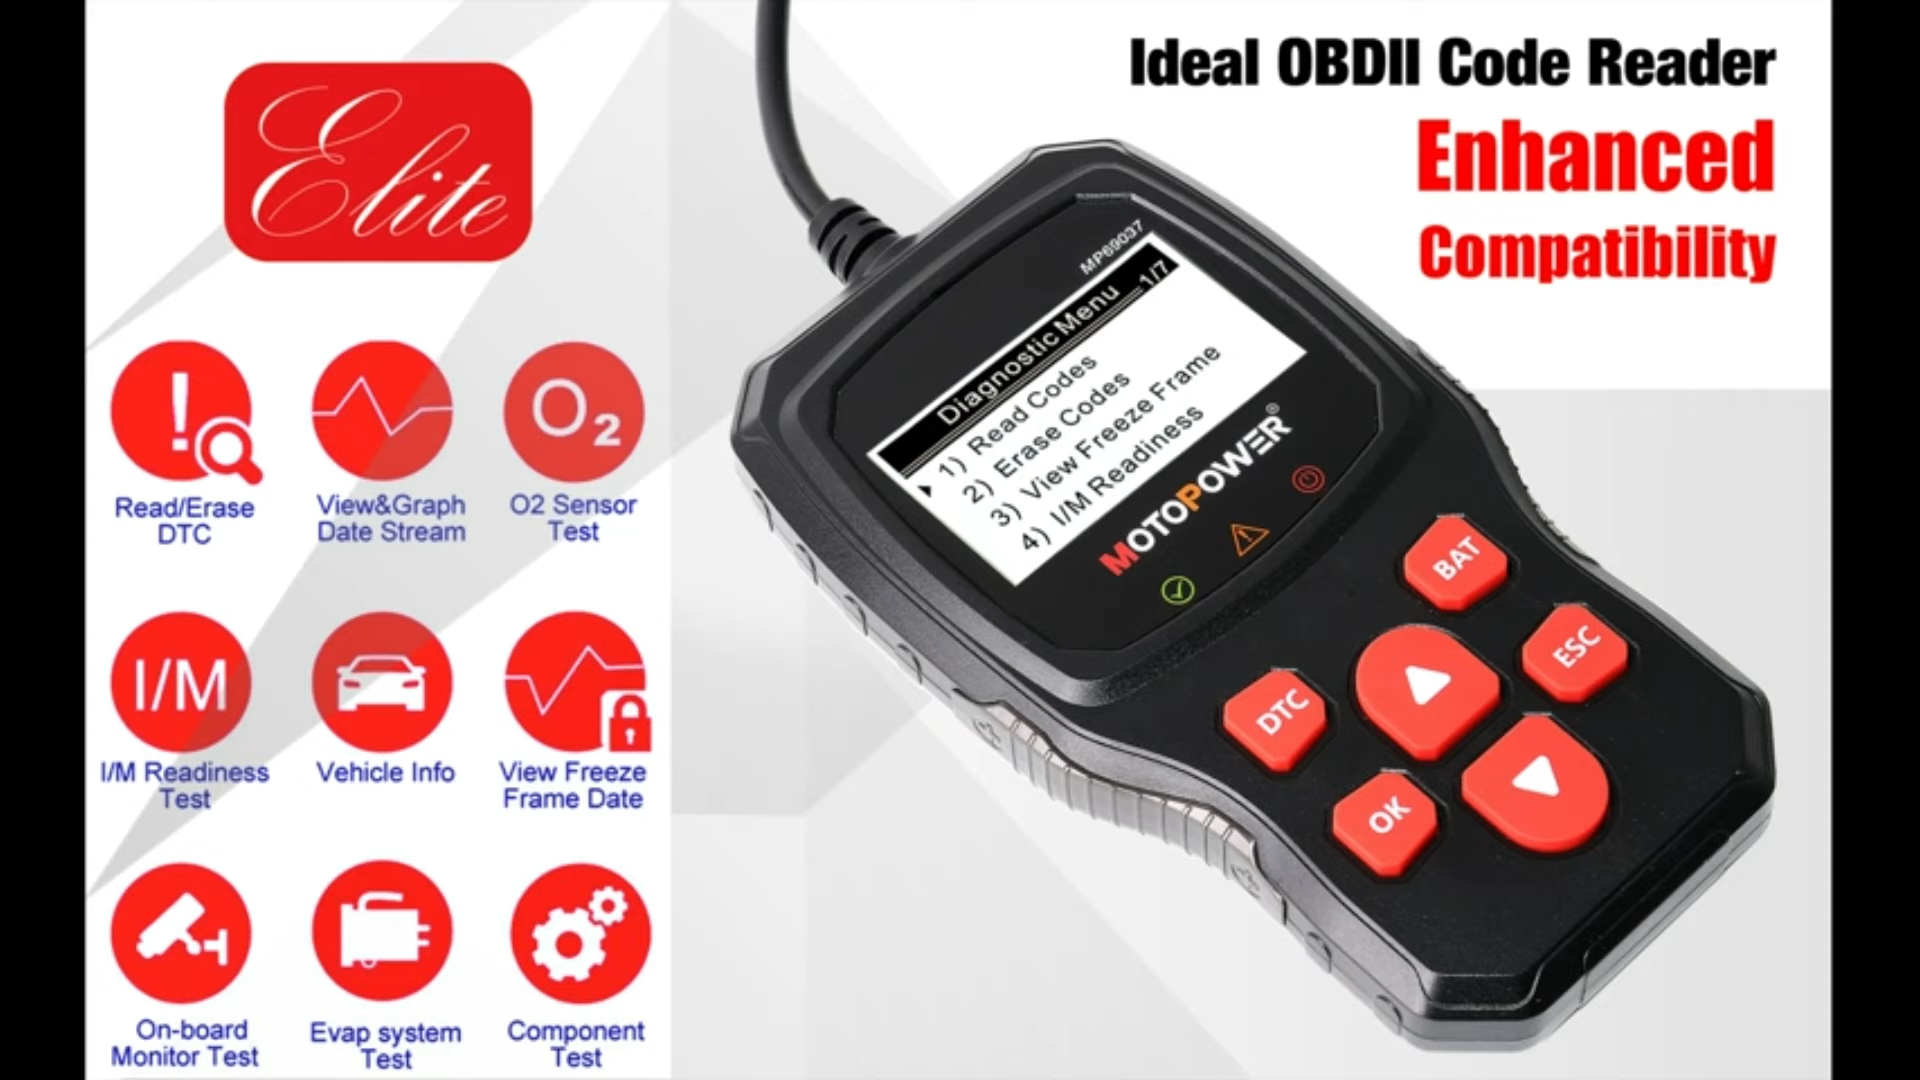 Elite
Ideal OBDII Code Reader
Enhanced
Compatibility
MP69037
Diagnostic Menu 1/7
1) Read Codes
2) Erase Codes
3) View Freeze Frame
4) I/M Readiness
MOTOPOWER®
BAT
ESC
DTC
OK
O2
Read/Erase
DTC
View&Graph
Date Stream
O2 Sensor
Test
I/M
I/M Readiness
Test
Vehicle Info
View Freeze
Frame Date
On-board
Monitor Test
Evap system
Test
Component
Test